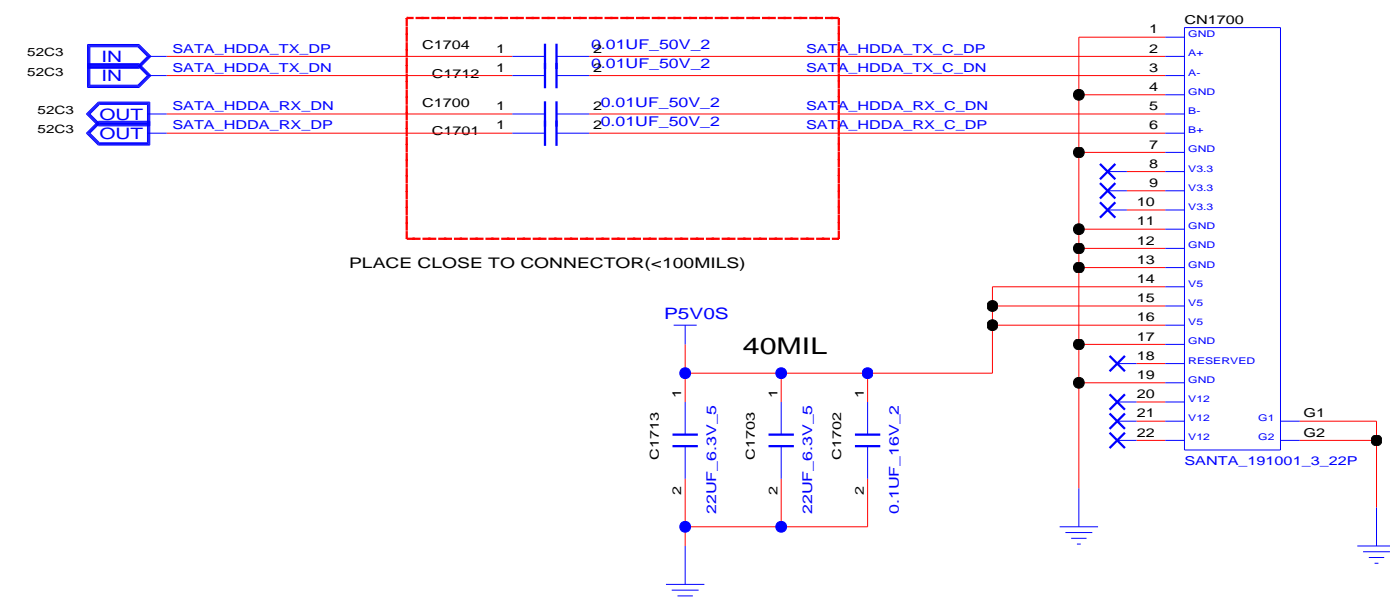 CN1700
52C3 IN SATA_HDDA_TX_DP C1704 1 2 0.01UF_50V_2 SATA_HDDA_TX_C_DP
52C3 IN SATA_HDDA_TX_DN C1712 1 2 0.01UF_50V_2 SATA_HDDA_TX_C_DN
52C3 OUT SATA_HDDA_RX_DN C1700 1 2 0.01UF_50V_2 SATA_HDDA_RX_C_DN
52C3 OUT SATA_HDDA_RX_DP C1701 1 2 0.01UF_50V_2 SATA_HDDA_RX_C_DP
PLACE CLOSE TO CONNECTOR(<100MILS)
1 GND
2 A+
3 A-
4 GND
5 B-
6 B+
7 GND
8 V3.3
9 V3.3
10 V3.3
11 GND
12 GND
13 GND
14 V5
15 V5
16 V5
17 GND
18 RESERVED
19 GND
20 V12
21 V12 G1 G1
22 V12 G2 G2
SANTA_191001_3_22P
P5V0S
40MIL
1 C1713 22UF_6.3V_5 2
1 C1703 22UF_6.3V_5 2
1 C1702 0.1UF_16V_2 2